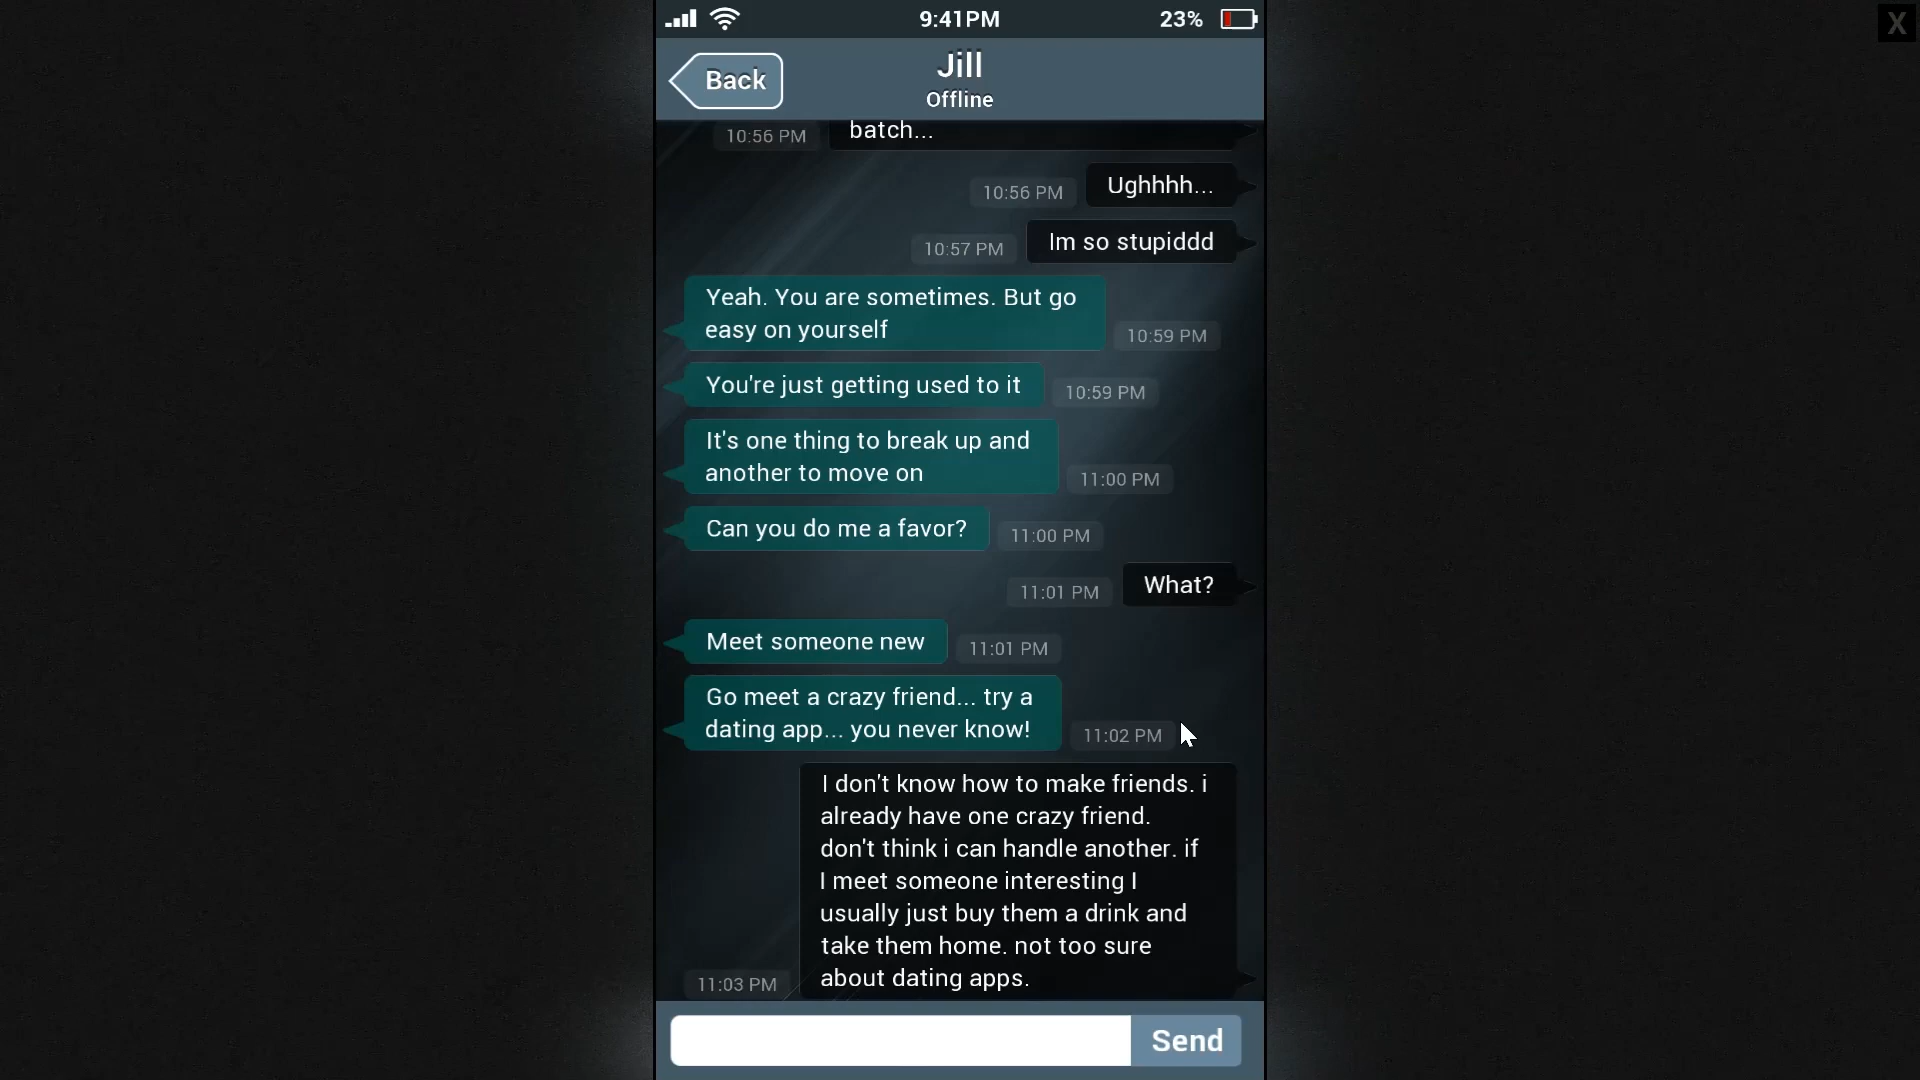 9:41PM
23%
X
Back
Jill
Offline
batch...
10:56 PM
Ughhhh...
10:56 PM
Im so stupiddd
10:57 PM
Yeah. You are sometimes. But go
easy on yourself
10:59 PM
You're just getting used to it
10:59 PM
It's one thing to break up and
another to move on
11:00 PM
Can you do me a favor?
11:00 PM
What?
11:01 PM
Meet someone new
11:01 PM
Go meet a crazy friend... try a
dating app... you never know!
11:02 PM
I don't know how to make friends. i
already have one crazy friend.
don't think i can handle another. if
I meet someone interesting I
usually just buy them a drink and
take them home. not too sure
about dating apps.
11:03 PM
Send